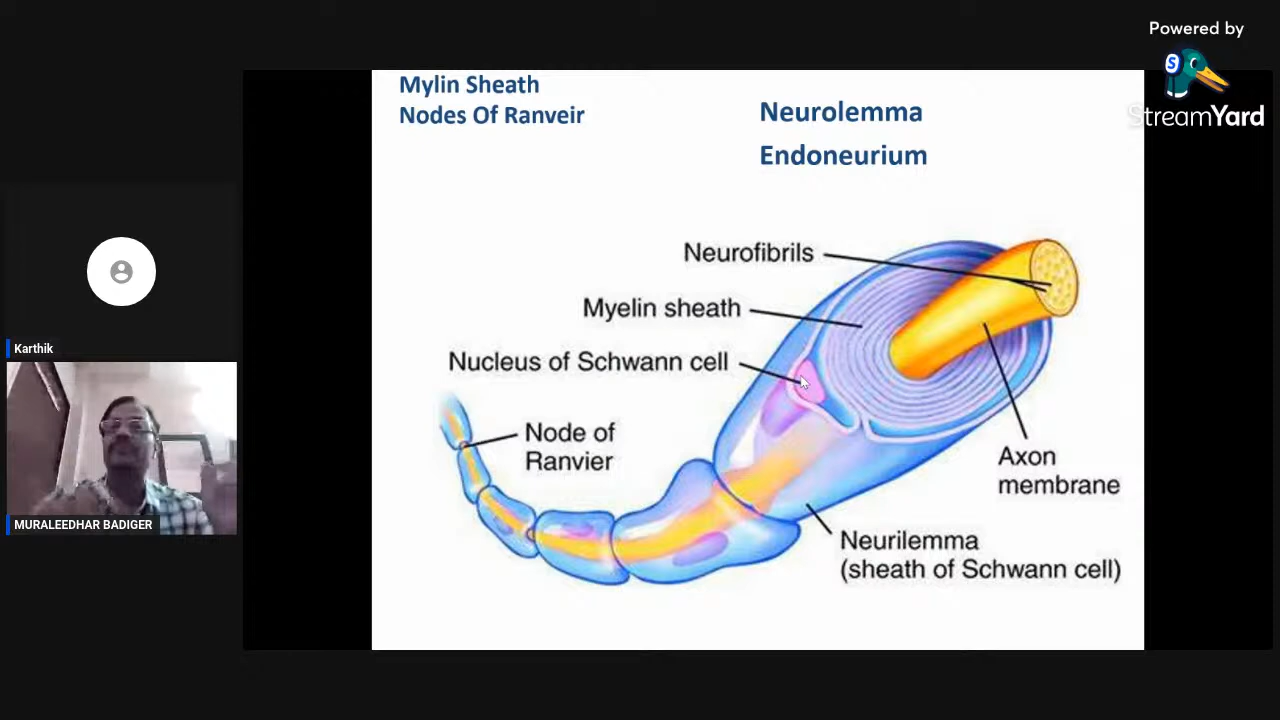 Powered by
StreamYard
Mylin Sheath
Nodes Of Ranveir
Neurolemma
Endoneurium
Neurofibrils
Myelin sheath
Nucleus of Schwann cell
Node of
Ranvier
Axon
membrane
Neurilemma
(sheath of Schwann cell)
Karthik
MURALEEDHAR BADIGER